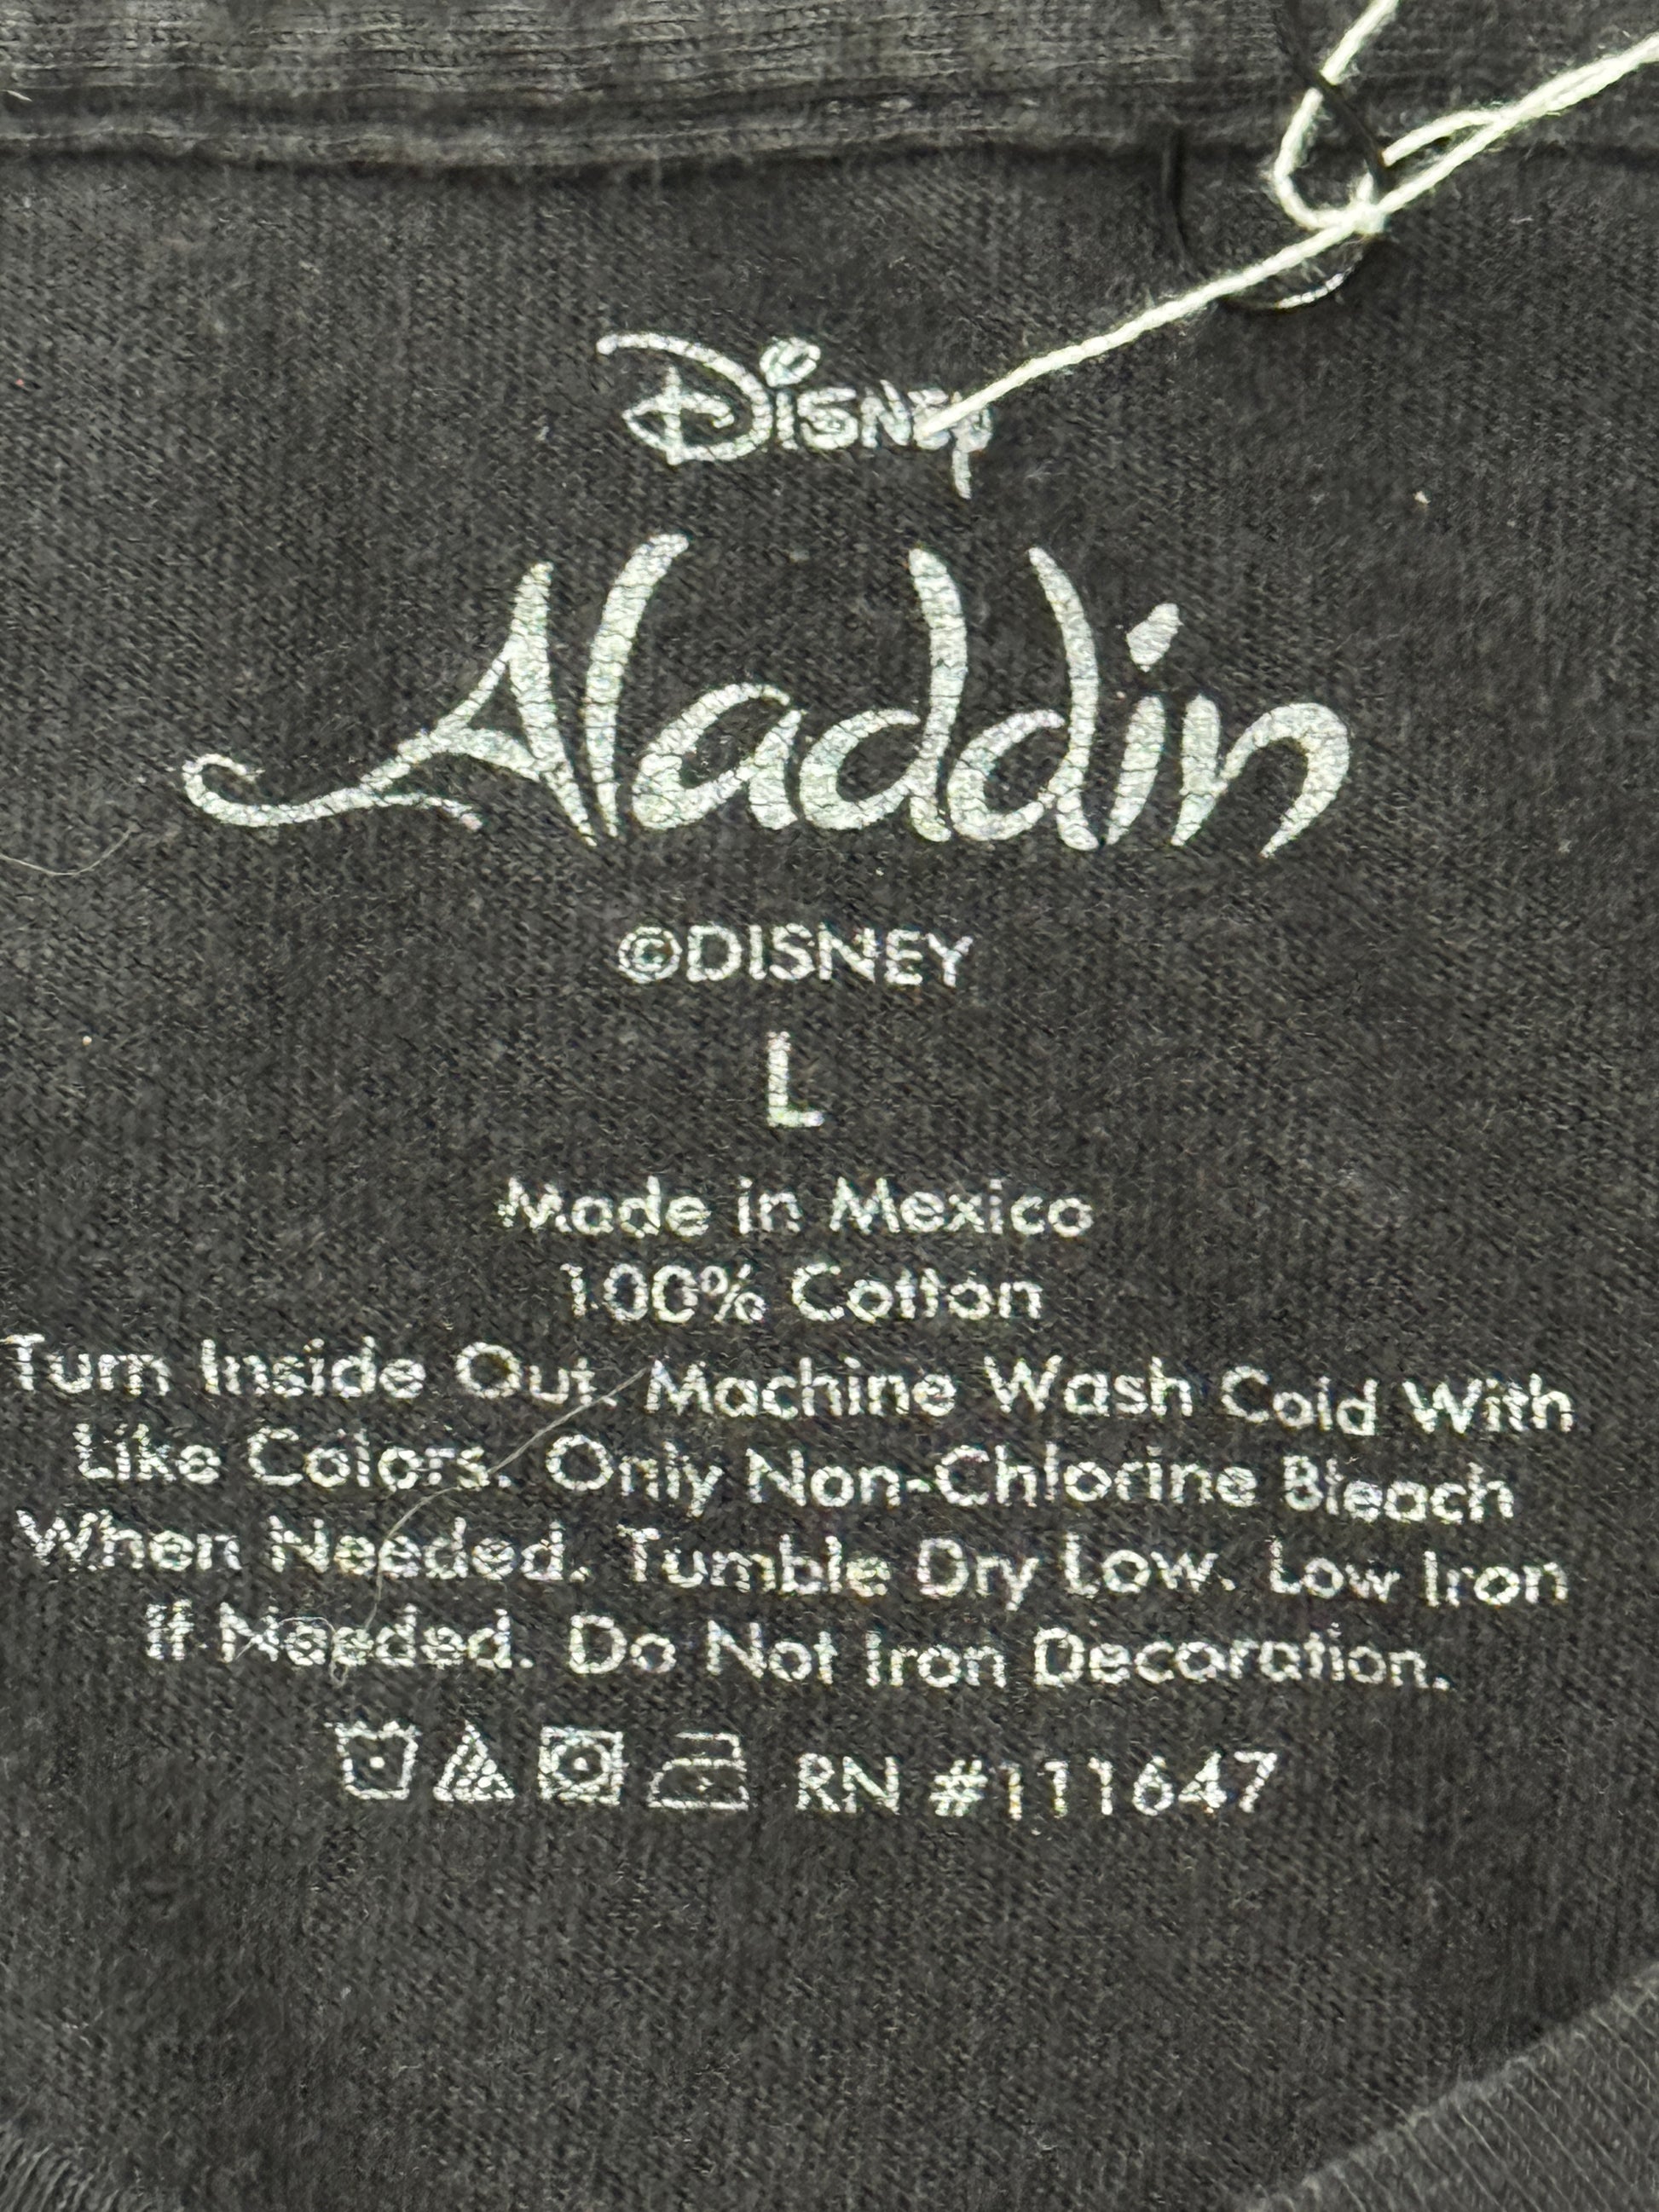 Disney
Aladdin
©DISNEY
L
Made in Mexico
100% Cotton
Turn Inside Out. Machine Wash Cold With
Like Colors. Only Non-Chlorine Bleach
When Needed. Tumble Dry Low. Low Iron
If Needed. Do Not Iron Decoration.
RN #111647